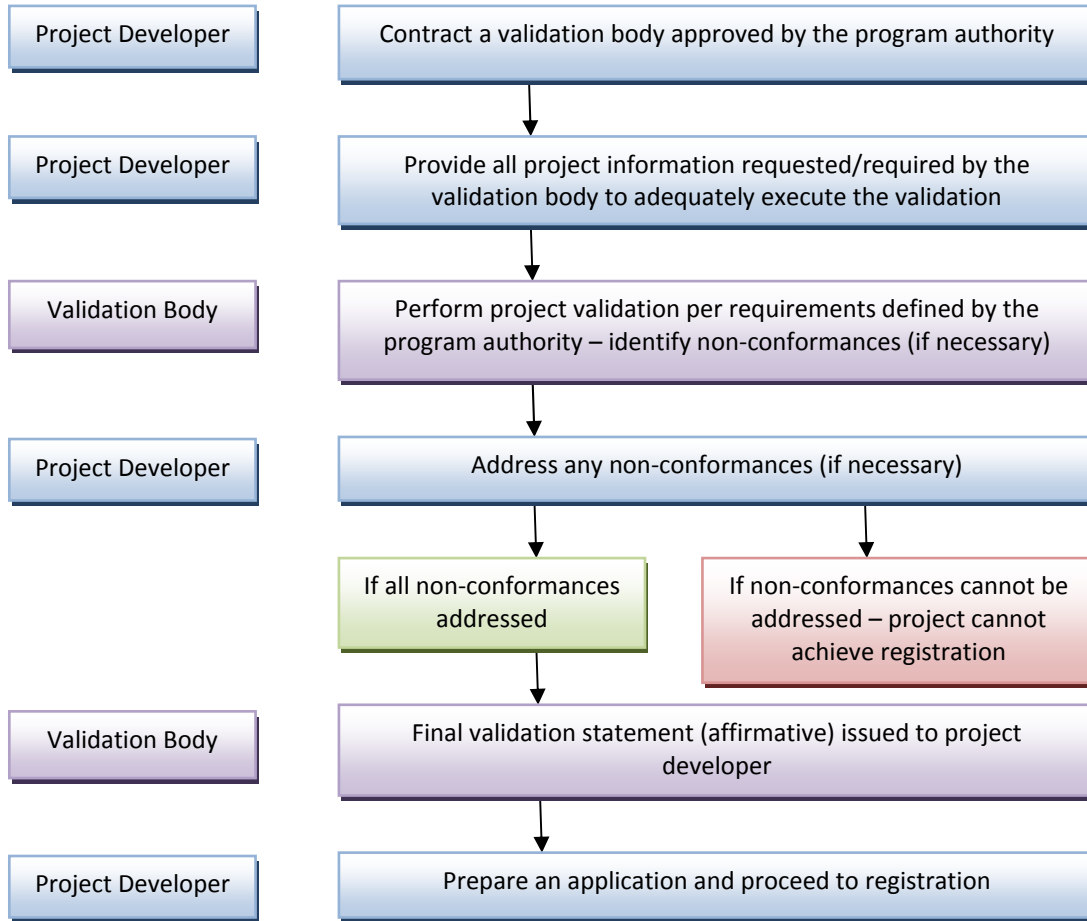 Project Developer
Contract a validation body approved by the program authority
Project Developer
Provide all project information requested/required by the
validation body to adequately execute the validation
Validation Body
Perform project validation per requirements defined by the
program authority – identify non-conformances (if necessary)
Project Developer
Address any non-conformances (if necessary)
If all non-conformances
addressed
If non-conformances cannot be
addressed – project cannot
achieve registration
Validation Body
Final validation statement (affirmative) issued to project
developer
Project Developer
Prepare an application and proceed to registration